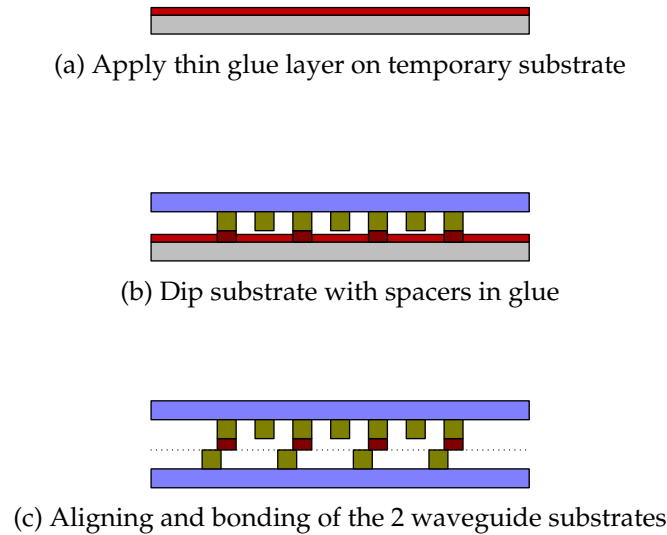 (a) Apply thin glue layer on temporary substrate
(b) Dip substrate with spacers in glue
(c) Aligning and bonding of the 2 waveguide substrates